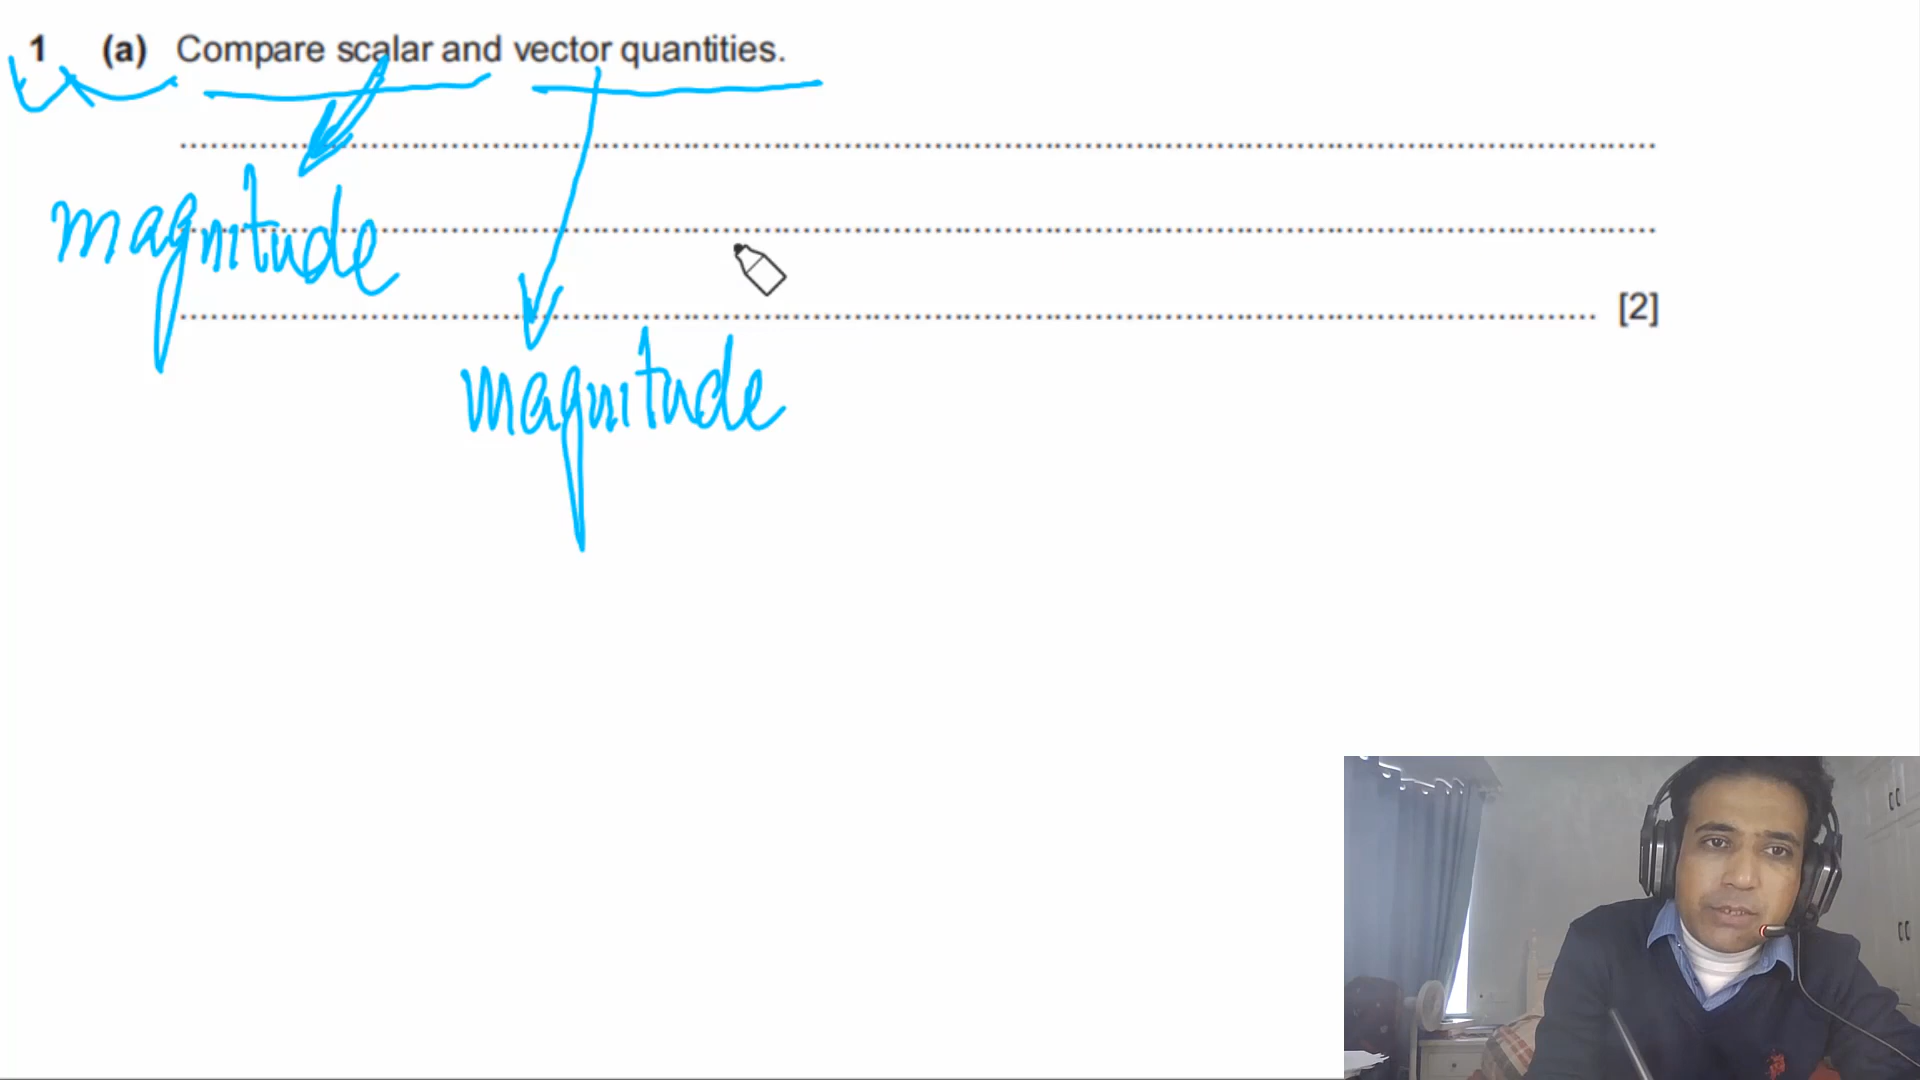 1 (a) Compare scalar and vector quantities.
magnitude
[2]
magnitude